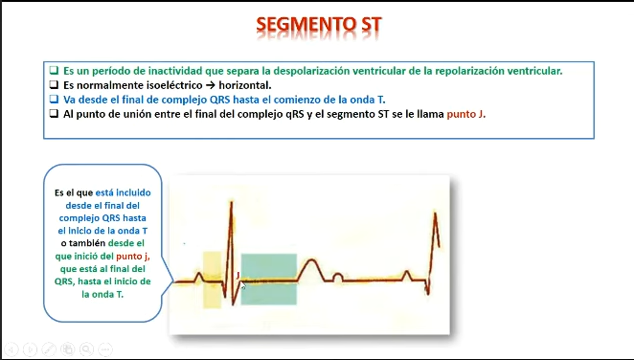 SEGMENTO ST
❑ Es un período de inactividad que separa la despolarización ventricular de la repolarización ventricular.
❑ Es normalmente isoeléctrico → horizontal.
❑ Va desde el final de complejo QRS hasta el comienzo de la onda T.
❑ Al punto de unión entre el final del complejo qRS y el segmento ST se le llama punto J.
Es el que está incluido
desde el final del
complejo QRS hasta
el inicio de la onda T
o también desde el
que inició del punto j,
que está al final del
QRS, hasta el inicio de
la onda T.
J